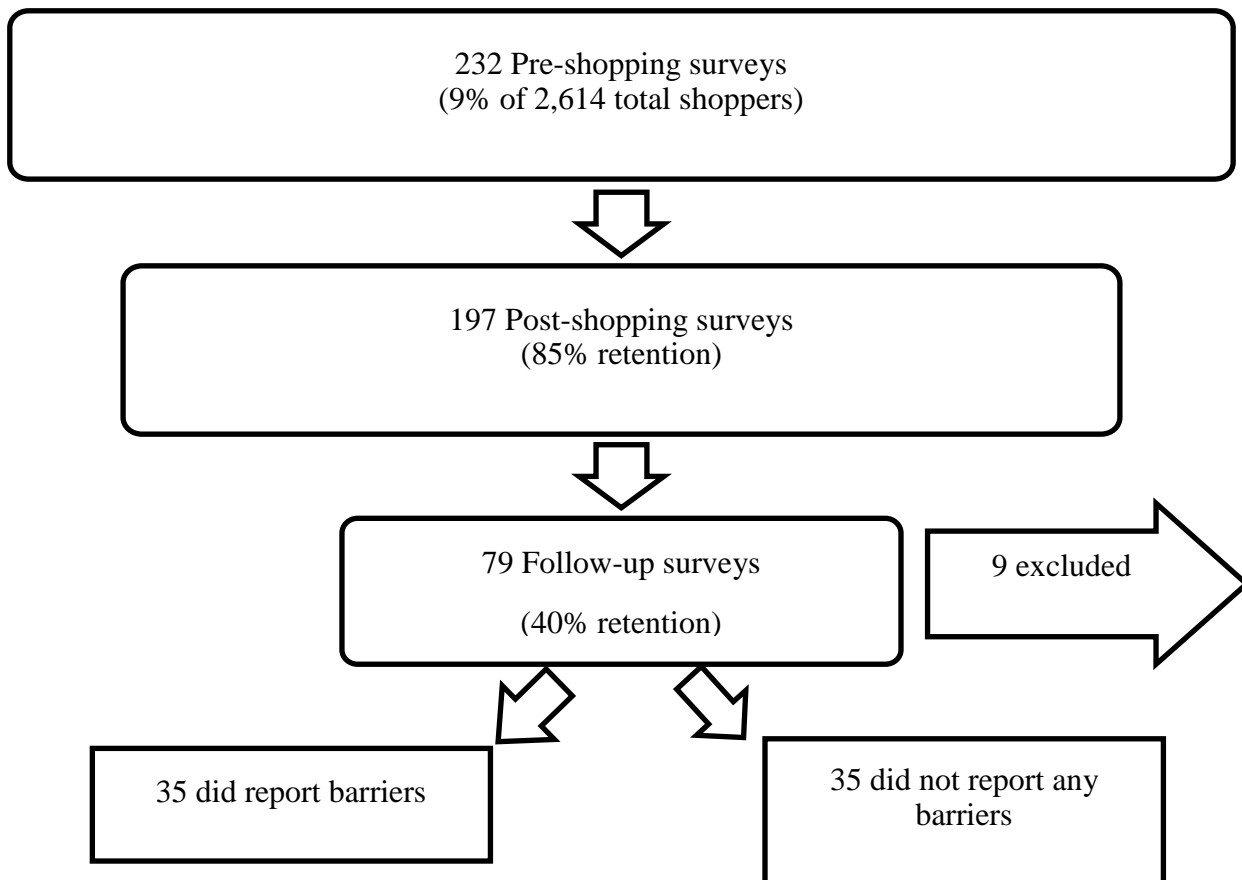 232 Pre-shopping surveys
(9% of 2,614 total shoppers)
197 Post-shopping surveys
(85% retention)
79 Follow-up surveys
(40% retention)
9 excluded
35 did report barriers
35 did not report any
barriers